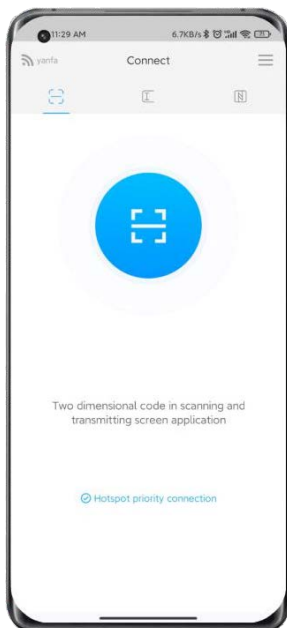 11:29 AM 6.7KB/s
yanfa Connect
Two dimensional code in scanning and
transmitting screen application
Hotspot priority connection